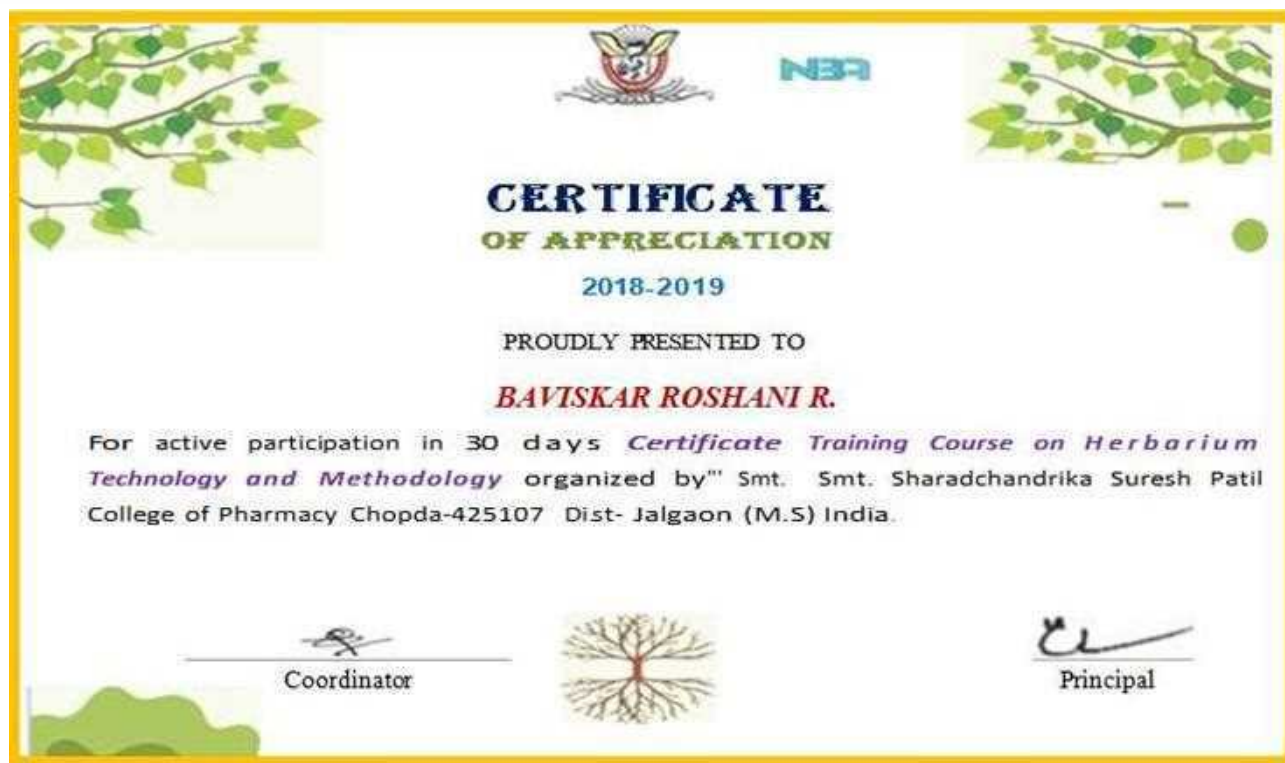 NBA
CERTIFICATE
OF APPRECIATION
2018-2019
PROUDLY PRESENTED TO
BAVISKAR ROSHANI R.
For active participation in 30 days Certificate Training Course on Herbarium
Technology and Methodology organized by"' Smt. Smt. Sharadchandrika Suresh Patil
College of Pharmacy Chopda-425107 Dist- Jalgaon (M.S) India.
Coordinator
Principal